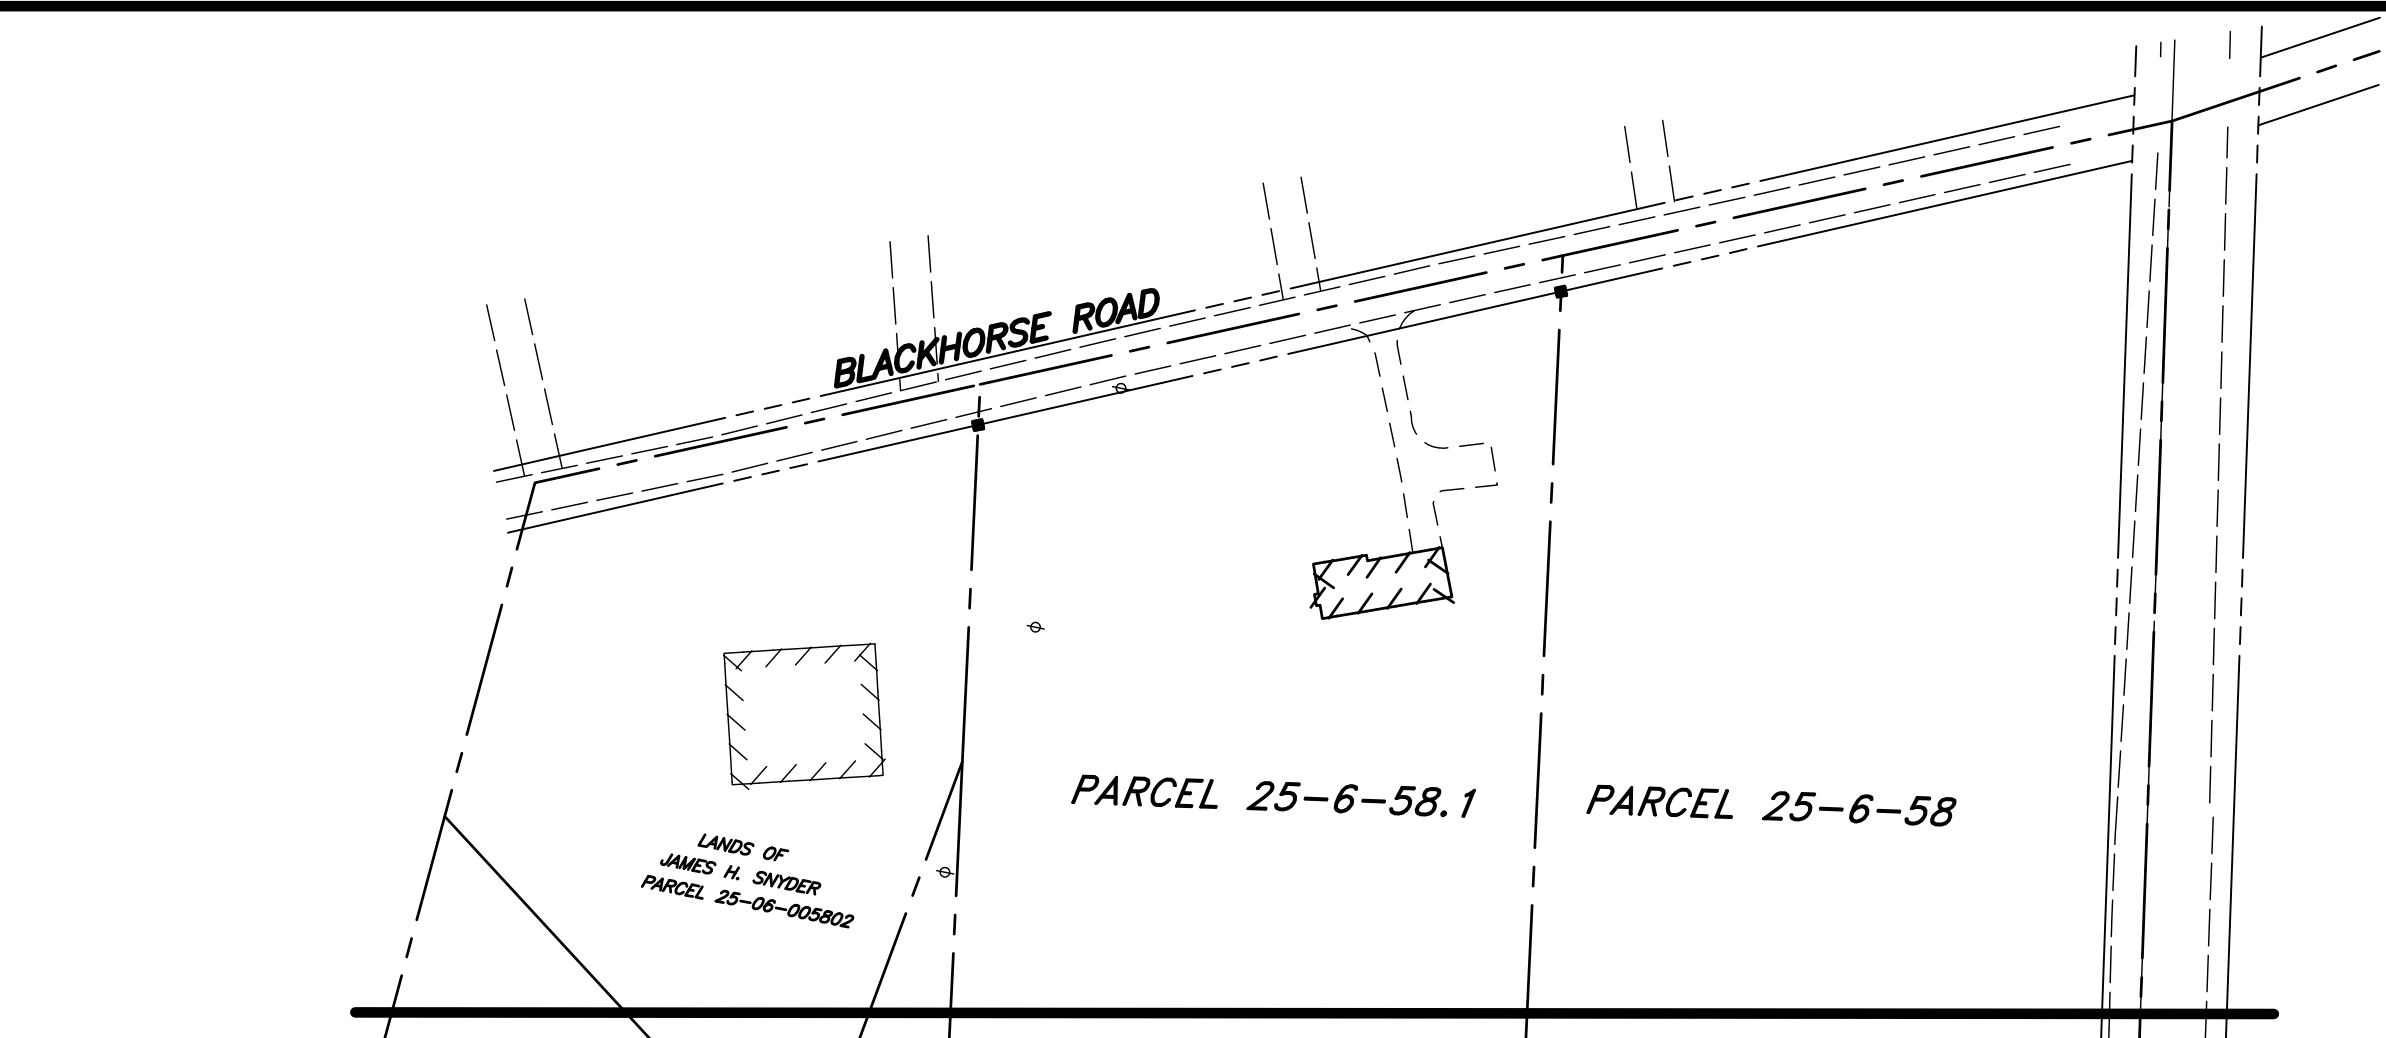 BLACKHORSE ROAD
PARCEL 25-6-58.1
PARCEL 25-6-58
LANDS OF
JAMES H. SNYDER
PARCEL 25-06-005802